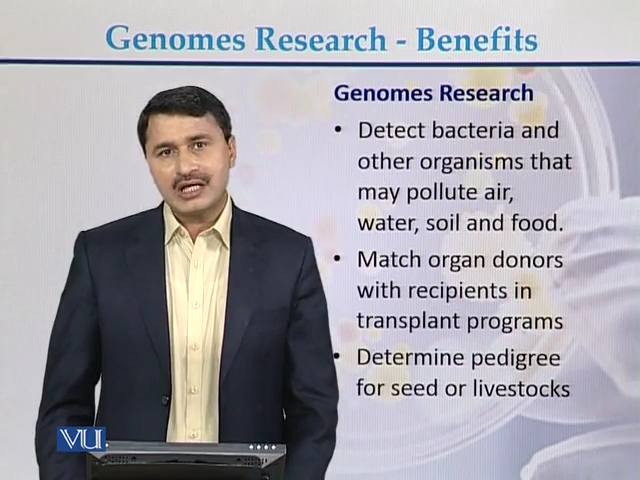 Genomes Research - Benefits
Genomes Research
• Detect bacteria and
other organisms that
may pollute air,
water, soil and food.
• Match organ donors
with recipients in
transplant programs
• Determine pedigree
for seed or livestocks
VU.